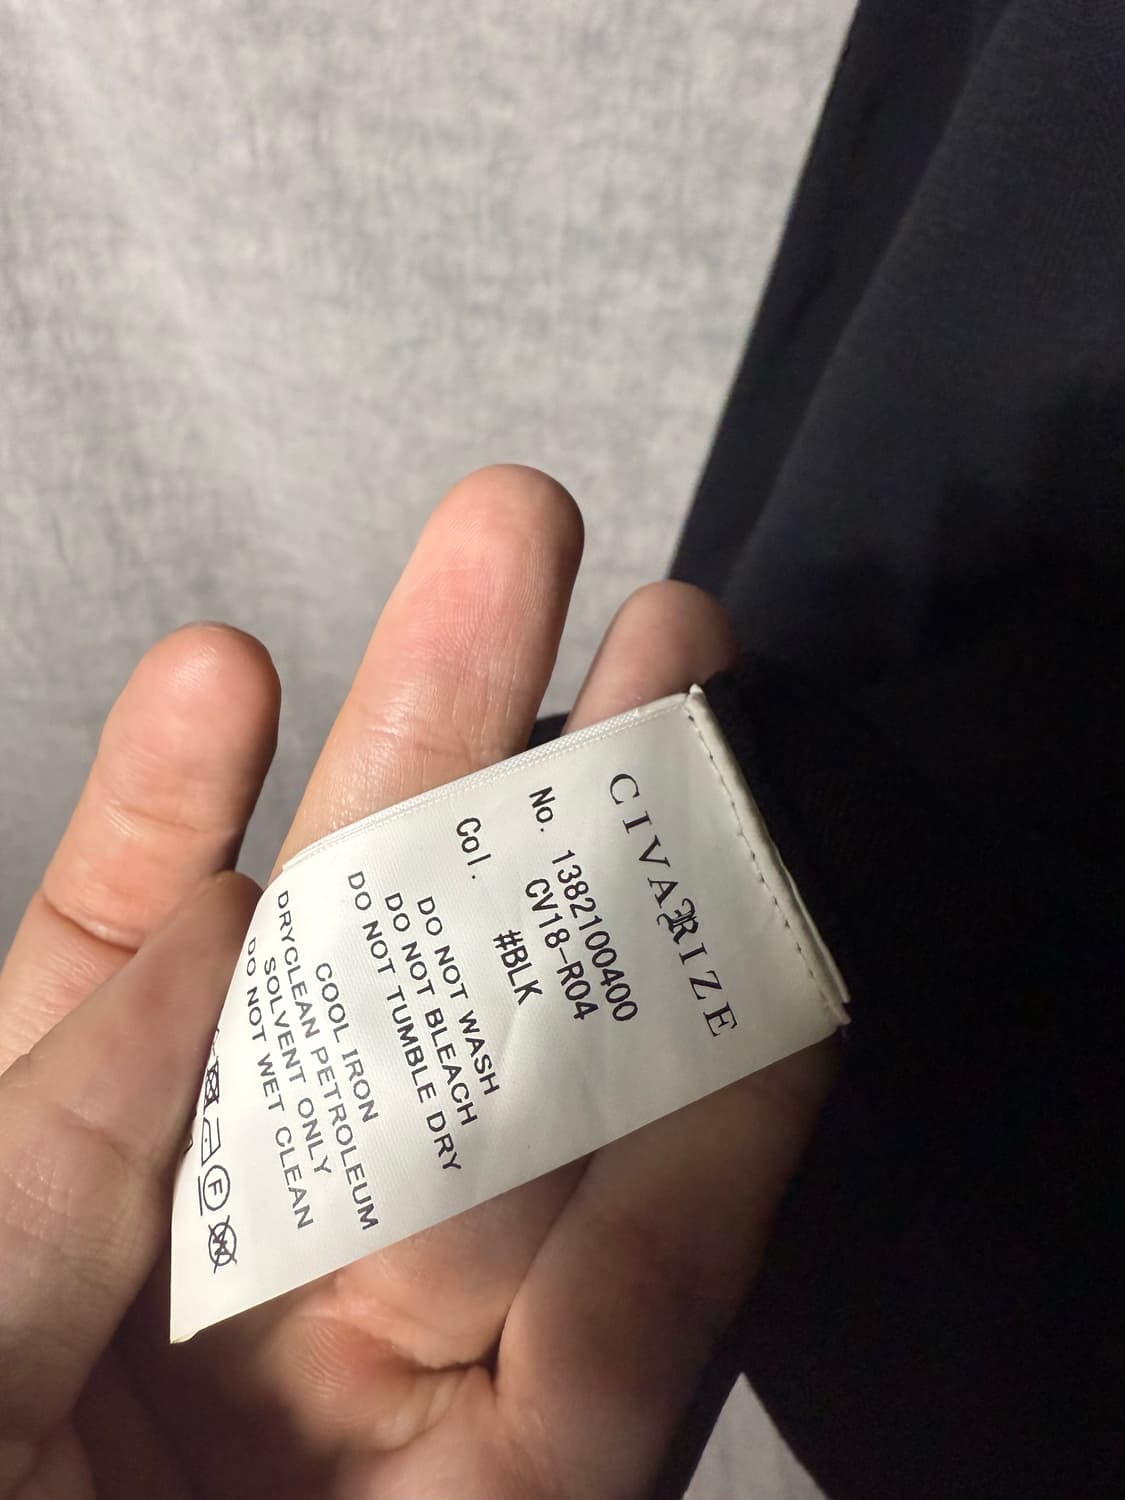 CIVARIZE
No. 1382100400
CV18-R04
Col. #BLK
DO NOT WASH
DO NOT BLEACH
DO NOT TUMBLE DRY
COOL IRON
DRYCLEAN PETROLEUM
SOLVENT ONLY
DO NOT WET CLEAN
F
W